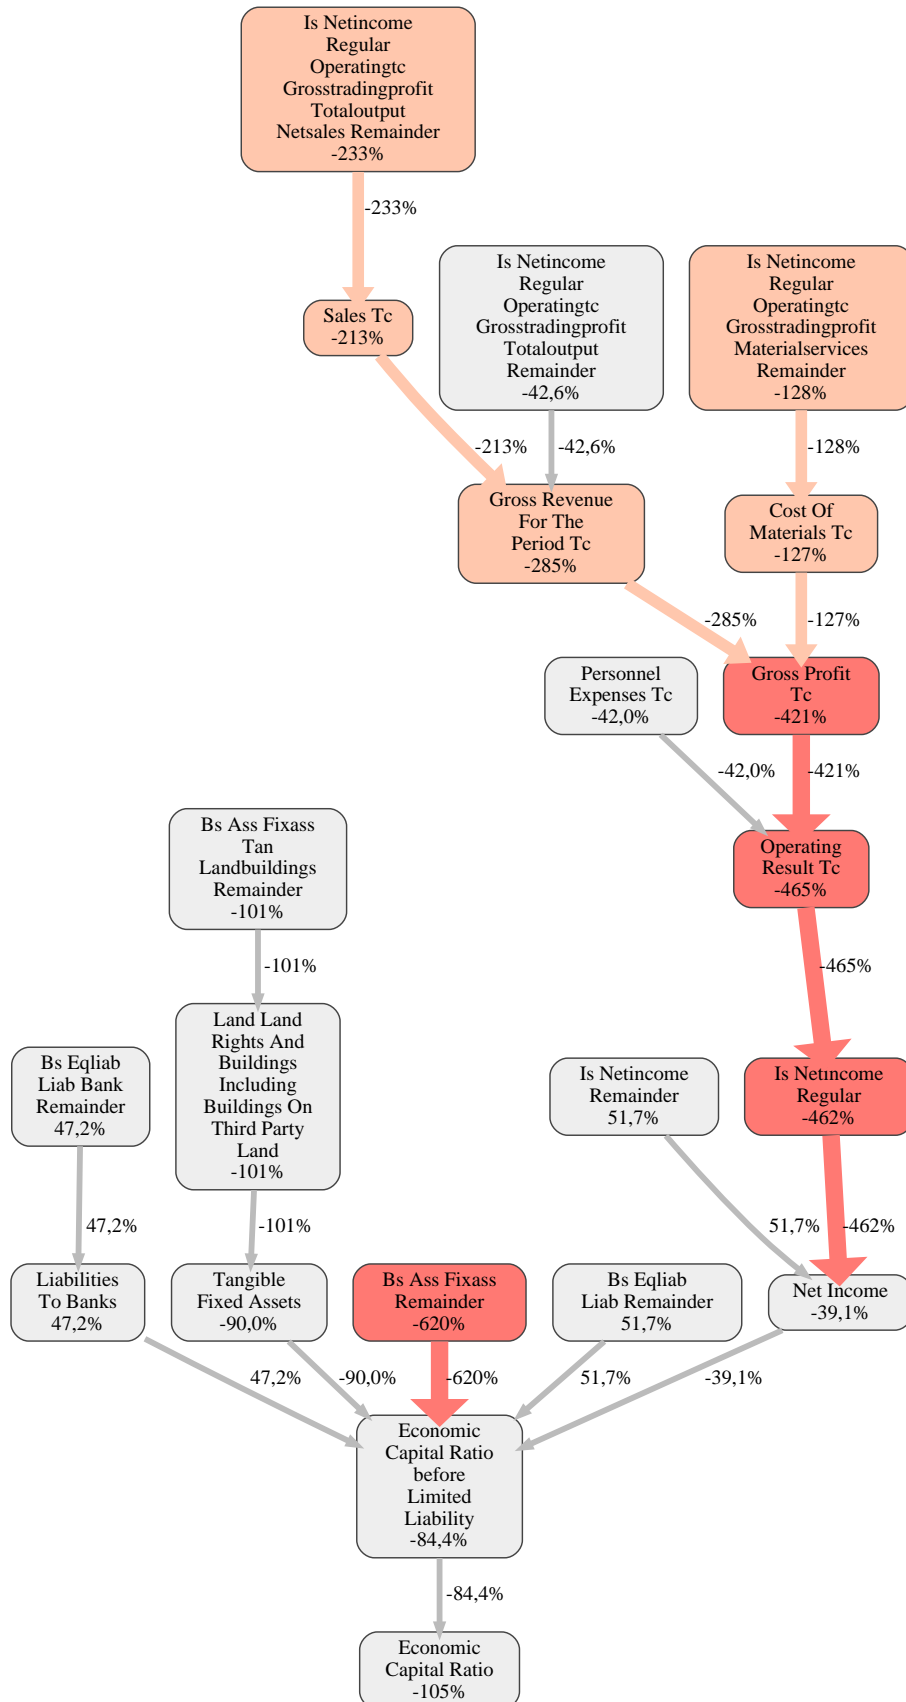 Is Netincome
Regular
Operatingtc
Grosstradingprofit
Totaloutput
Netsales Remainder
-233%
-233%
Sales Tc
-213%
Is Netincome
Regular
Operatingtc
Grosstradingprofit
Totaloutput
Remainder
-42,6%
Is Netincome
Regular
Operatingtc
Grosstradingprofit
Materialservices
Remainder
-128%
-213%
-42,6%
-128%
Gross Revenue
For The
Period Tc
-285%
Cost Of
Materials Tc
-127%
-285%
-127%
Personnel
Expenses Tc
-42,0%
Gross Profit
Tc
-421%
-42,0%
-421%
Bs Ass Fixass
Tan
Landbuildings
Remainder
-101%
Operating
Result Tc
-465%
-101%
-465%
Land Land
Rights And
Buildings
Including
Buildings On
Third Party
Land
-101%
Bs Eqliab
Liab Bank
Remainder
47,2%
Is Netincome
Remainder
51,7%
Is Netincome
Regular
-462%
47,2%
-101%
51,7%
-462%
Liabilities
To Banks
47,2%
Tangible
Fixed Assets
-90,0%
Bs Ass Fixass
Remainder
-620%
Bs Eqliab
Liab Remainder
51,7%
Net Income
-39,1%
47,2%
-90,0%
-620%
51,7%
-39,1%
Economic
Capital Ratio
before
Limited
Liability
-84,4%
-84,4%
Economic
Capital Ratio
-105%